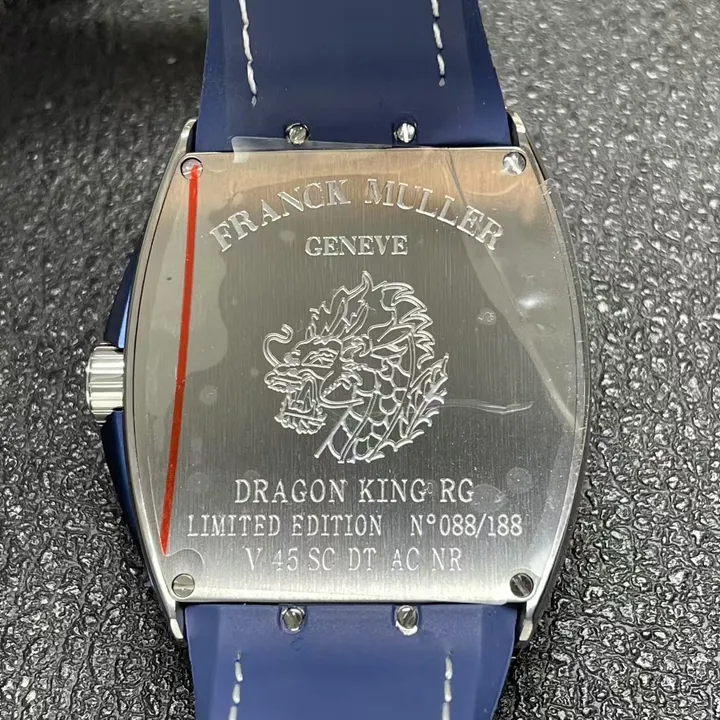 FRANCK MULLER
GENEVE
DRAGON KING RG
LIMITED EDITION N°088/188
V 45 SC DT AC NR